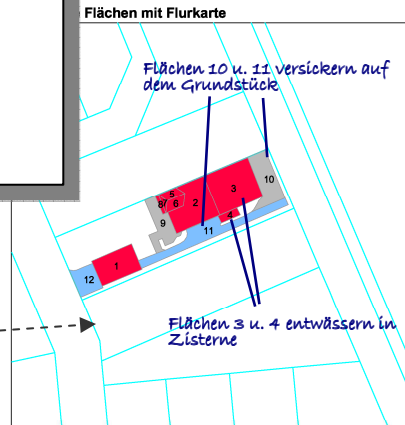 Flächen mit Flurkarte
Flächen 10 u. 11 versickern auf
dem Grundstück
5
8 7 6
3
10
2
4
9
11
1
12
Flächen 3 u. 4 entwässern in
Zisterne